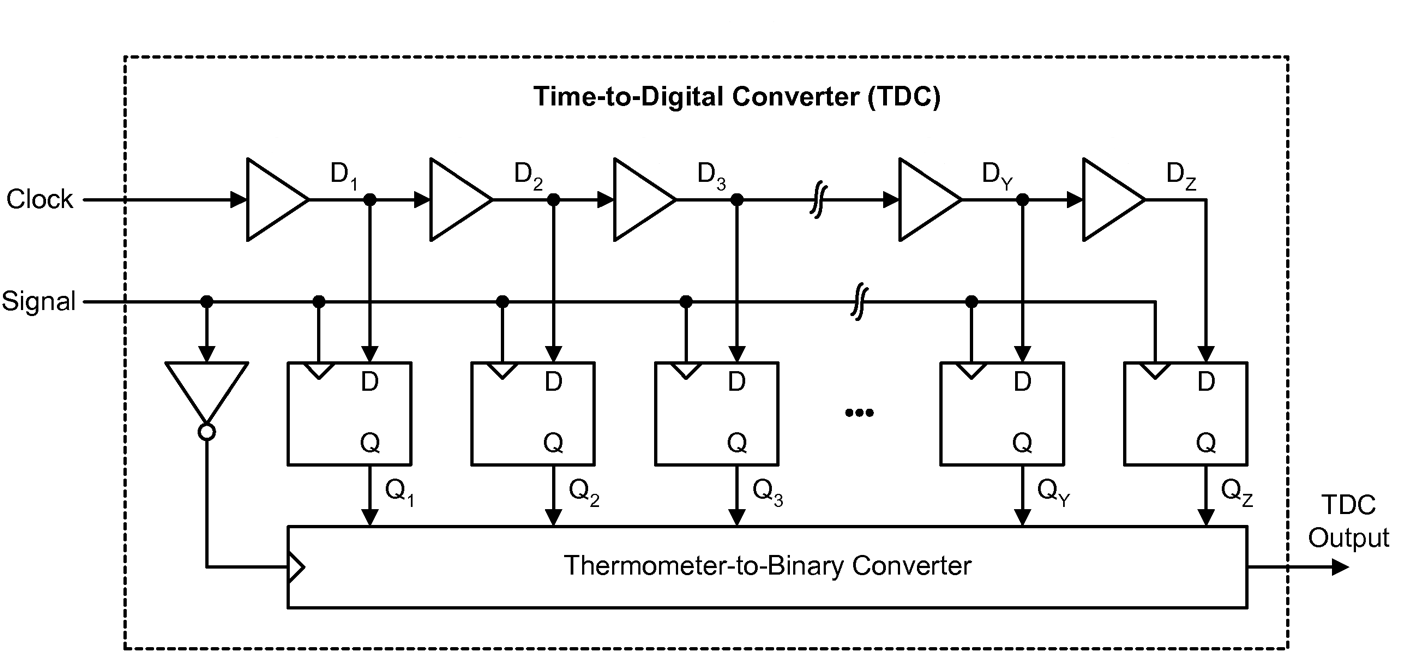 Time-to-Digital Converter (TDC)
Clock
D1
D2
D3
DY
DZ
Signal
D
D
D
D
D
•••
Q
Q
Q
Q
Q
Q1
Q2
Q3
QY
QZ
TDC
Output
Thermometer-to-Binary Converter